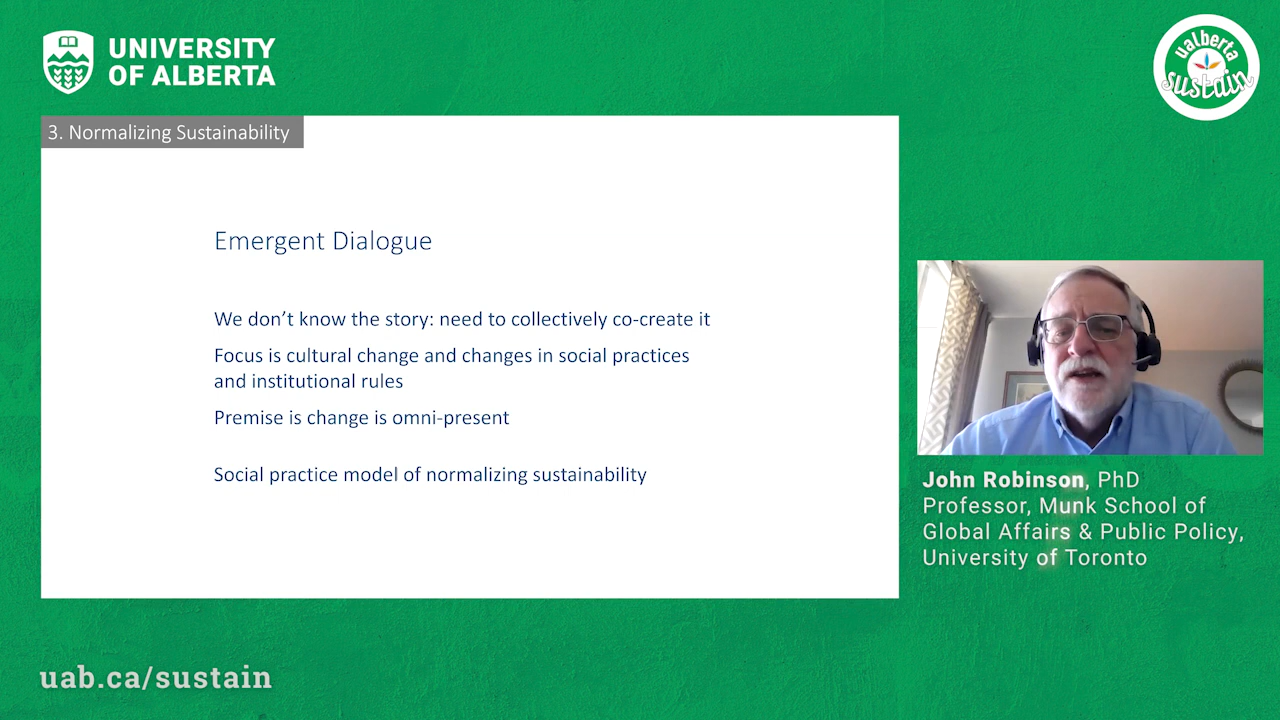 UNIVERSITY
OF ALBERTA
ualberta
sustain
3. Normalizing Sustainability
Emergent Dialogue
We don’t know the story: need to collectively co-create it
Focus is cultural change and changes in social practices
and institutional rules
Premise is change is omni-present
Social practice model of normalizing sustainability
John Robinson, PhD
Professor, Munk School of
Global Affairs & Public Policy,
University of Toronto
uab.ca/sustain